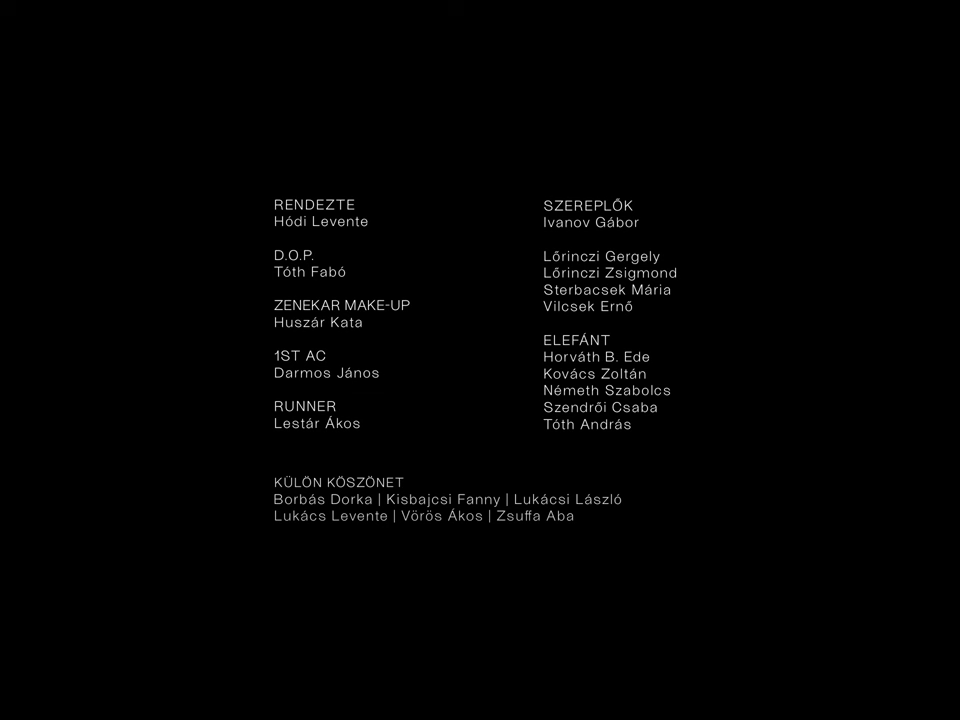 RENDEZTE
Hódi Levente
D.O.P.
Tóth Fabó
ZENEKAR MAKE-UP
Huszár Kata
1ST AC
Darmos János
RUNNER
Lestár Ákos
SZEREPLŐK
Ivanov Gábor
Lőrinczi Gergely
Lőrinczi Zsigmond
Sterbacsek Mária
Vilcsek Ernő
ELEFÁNT
Horváth B. Ede
Kovács Zoltán
Németh Szabolcs
Szendrői Csaba
Tóth András
KÜLÖN KÖSZÖNET
Borbás Dorka | Kisbajcsi Fanny | Lukácsi László
Lukács Levente | Vörös Ákos | Zsuffa Aba